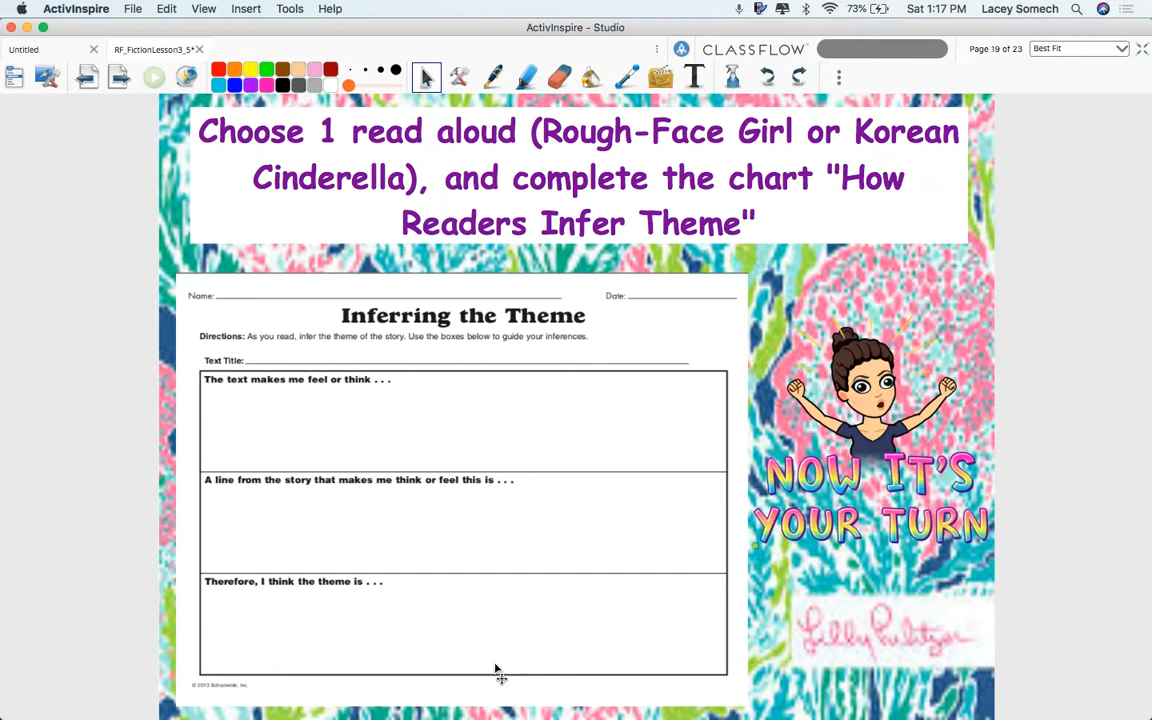 ActivInspire File Edit View Insert Tools Help 73% Sat 1:17 PM Lacey Somech
ActivInspire - Studio
Untitled RF_FictionLesson3_5* CLASSFLOW Page 19 of 23 Best Fit
T
Choose 1 read aloud (Rough-Face Girl or Korean
Cinderella), and complete the chart "How
Readers Infer Theme"
Name: Date:
Inferring the Theme
Directions: As you read, infer the theme of the story. Use the boxes below to guide your inferences.
Text Title:
The text makes me feel or think . . .
A line from the story that makes me think or feel this is . . .
Therefore, I think the theme is . . .
© 2013 Schoolwide, Inc.
NOW IT'S
YOUR TURN
Lilly Pulitzer